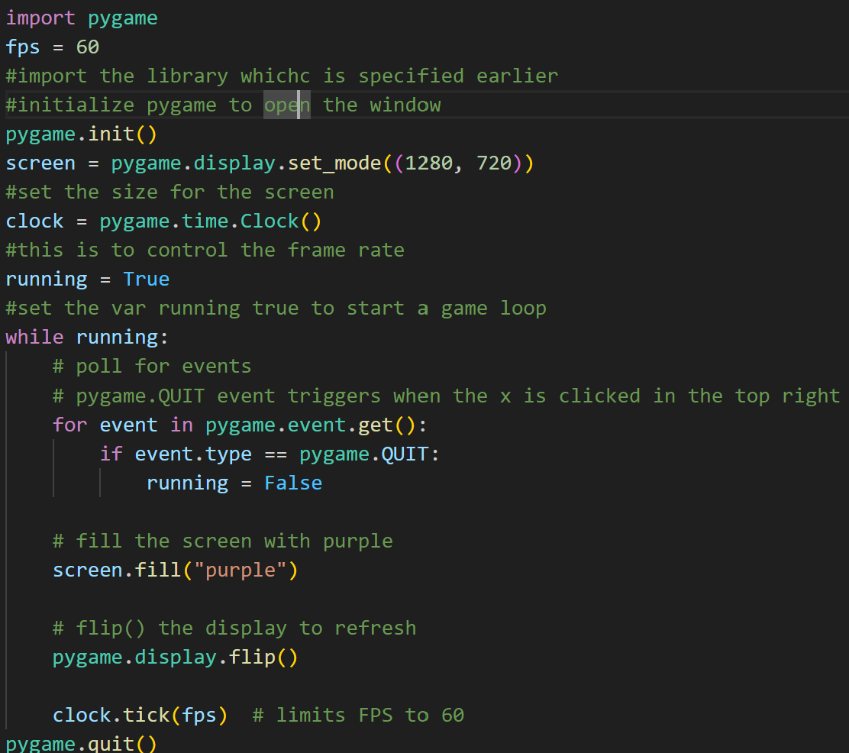 import pygame
fps = 60
#import the library whichc is specified earlier
#initialize pygame to open the window
pygame.init()
screen = pygame.display.set_mode((1280, 720))
#set the size for the screen
clock = pygame.time.Clock()
#this is to control the frame rate
running = True
#set the var running true to start a game loop
while running:
    # poll for events
    # pygame.QUIT event triggers when the x is clicked in the top right
    for event in pygame.event.get():
        if event.type == pygame.QUIT:
            running = False

    # fill the screen with purple
    screen.fill("purple")

    # flip() the display to refresh
    pygame.display.flip()

    clock.tick(fps)  # limits FPS to 60
pygame.quit()